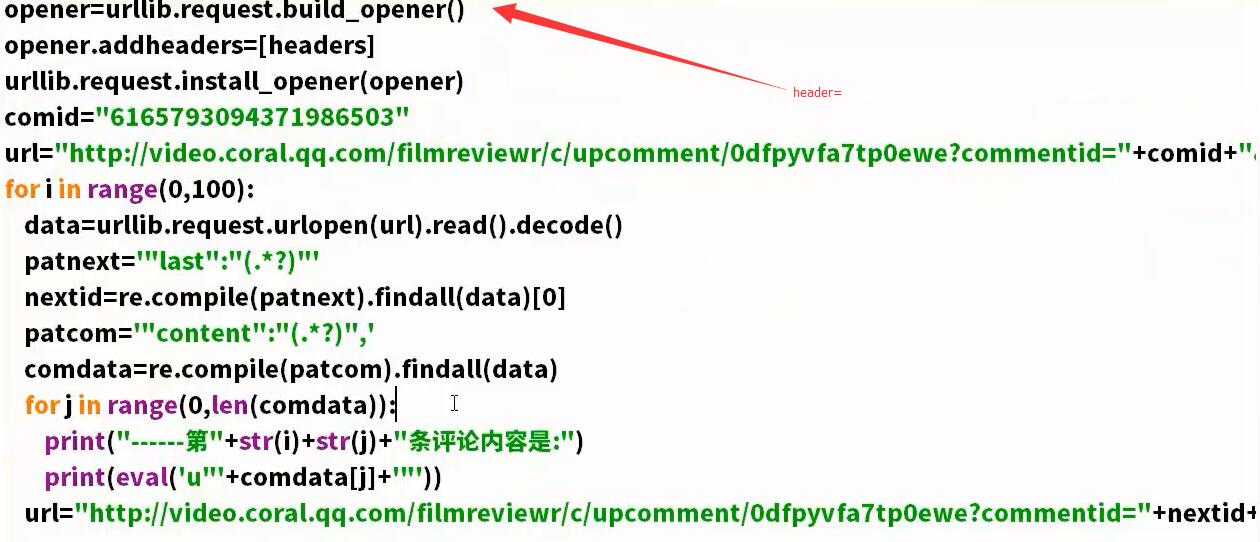 opener=urllib.request.build_opener()
opener.addheaders=[headers]
header=
urllib.request.install_opener(opener)
comid="6165793094371986503"
url="http://video.coral.qq.com/filmreviewr/c/upcomment/0dfpyvfa7tp0ewe?commentid="+comid+"
for i in range(0,100):
data=urllib.request.urlopen(url).read().decode()
patnext='"last":"(.*?)"'
nextid=re.compile(patnext).findall(data)[0]
patcom='"content":"(.*?)",'
comdata=re.compile(patcom).findall(data)
for j in range(0,len(comdata)):
print("------第"+str(i)+str(j)+"条评论内容是:")
print(eval('u"'+comdata[j]+'"'))
url="http://video.coral.qq.com/filmreviewr/c/upcomment/0dfpyvfa7tp0ewe?commentid="+nextid+